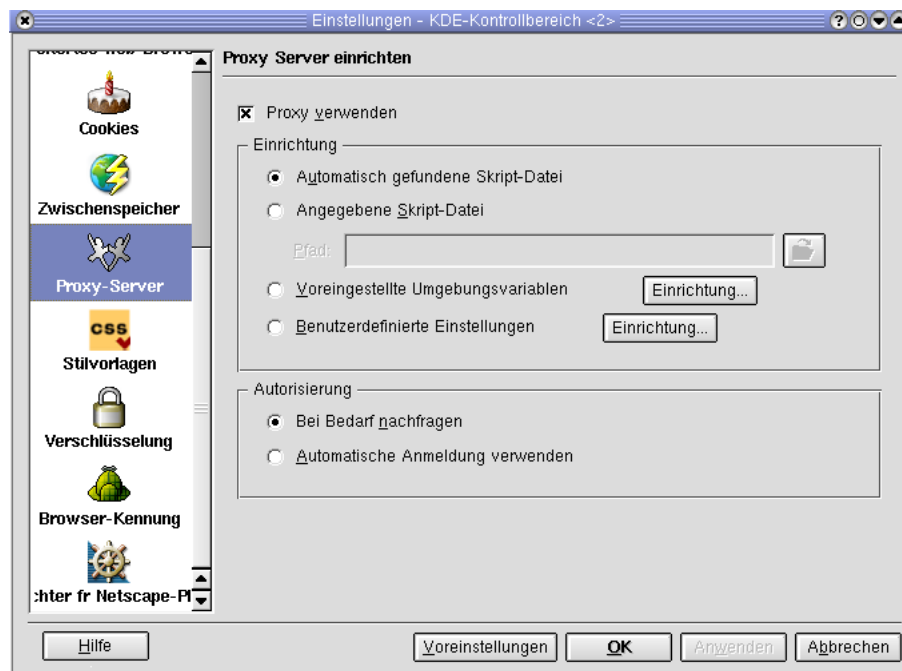 Einstellungen - KDE-Kontrollbereich <2>
Cookies
Zwischenspeicher
Proxy-Server
css
Stilvorlagen
Verschlüsselung
Browser-Kennung
:hter fr Netscape-Pl
Proxy Server einrichten
Proxy verwenden
Einrichtung
Automatisch gefundene Skript-Datei
Angegebene Skript-Datei
Pfad:
Voreingestellte Umgebungsvariablen Einrichtung...
Benutzerdefinierte Einstellungen Einrichtung...
Autorisierung
Bei Bedarf nachfragen
Automatische Anmeldung verwenden
Hilfe Voreinstellungen OK Anwenden Abbrechen